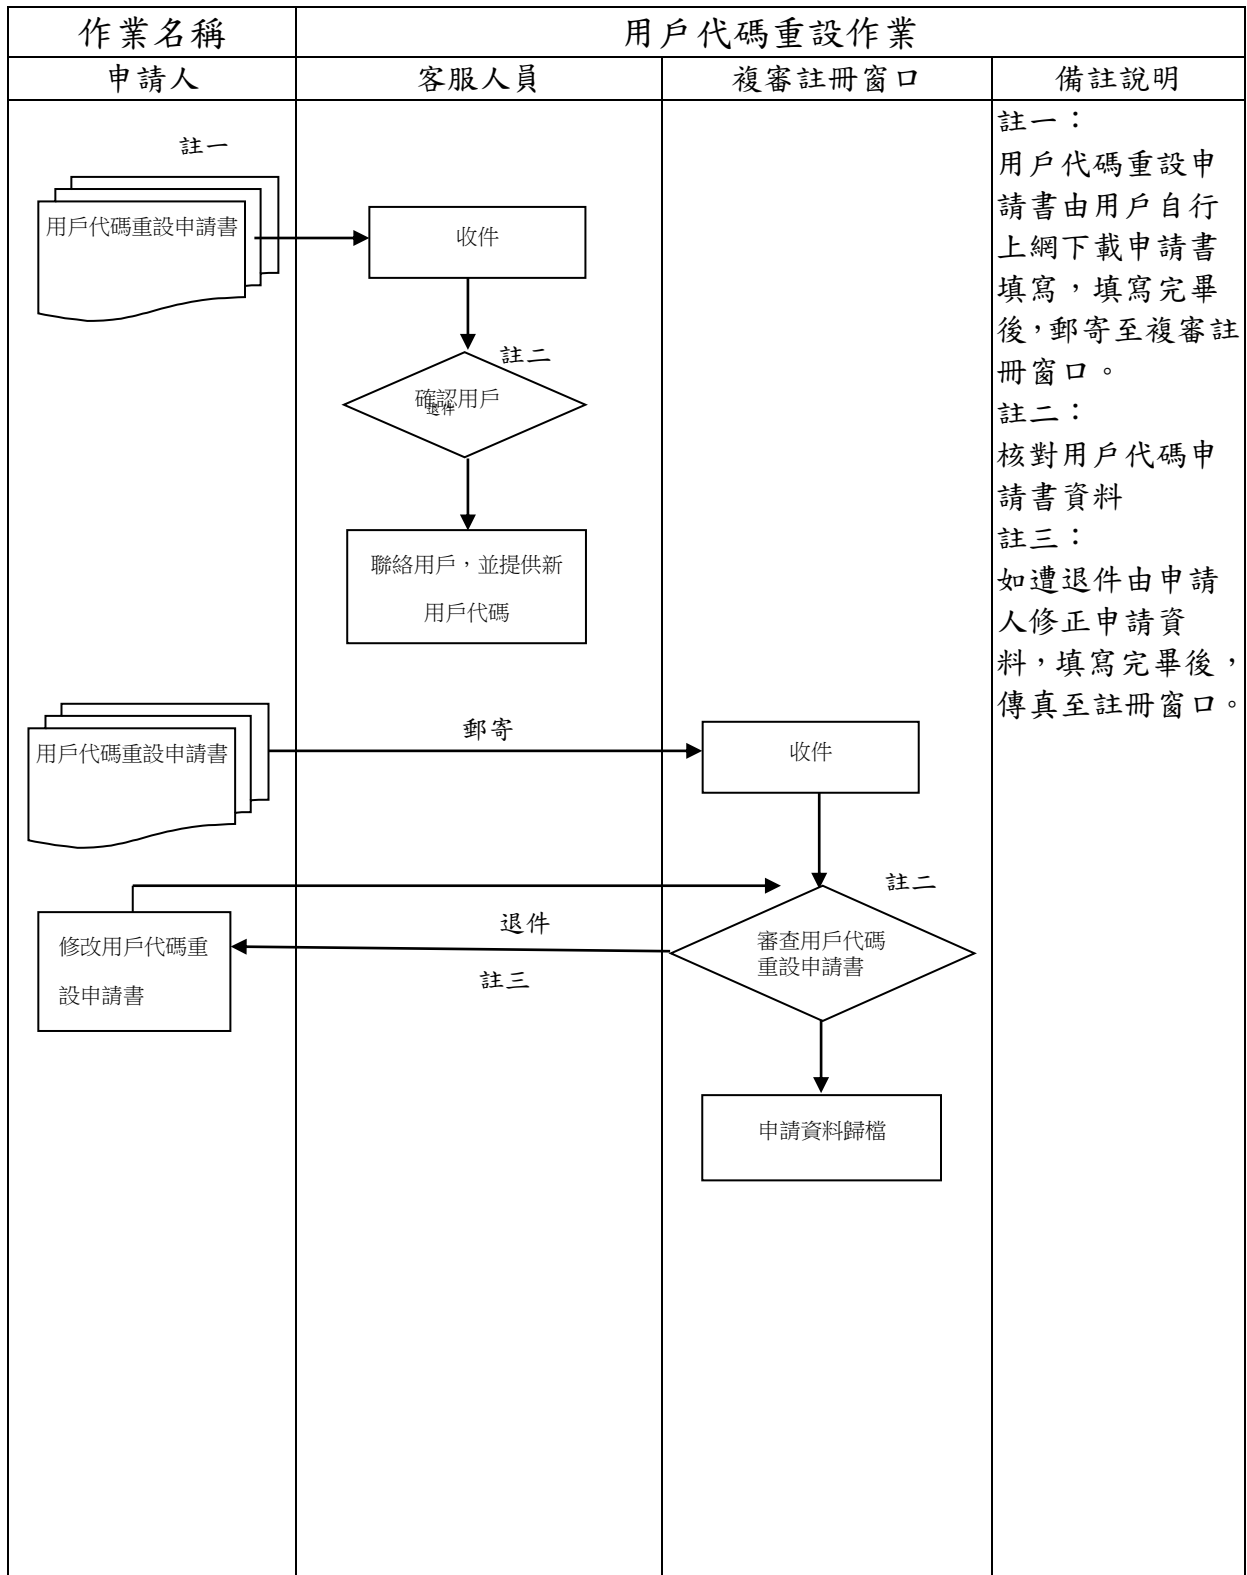 作業名稱
用戶代碼重設作業
申請人
客服人員
複審註冊窗口
備註說明
註一
用戶代碼重設申請書
收件
註二
確認用戶
退件
聯絡用戶，並提供新
用戶代碼
用戶代碼重設申請書
郵寄
收件
註二
審查用戶代碼
重設申請書
退件
註三
修改用戶代碼重
設申請書
申請資料歸檔
註一：
用戶代碼重設申
請書由用戶自行
上網下載申請書
填寫，填寫完畢
後，郵寄至複審註
冊窗口。
註二：
核對用戶代碼申
請書資料
註三：
如遭退件由申請
人修正申請資
料，填寫完畢後，
傳真至註冊窗口。